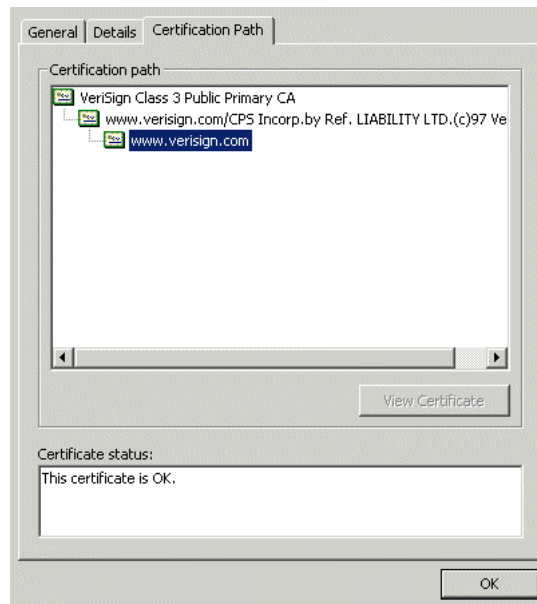 General Details Certification Path
Certification path
VeriSign Class 3 Public Primary CA
www.verisign.com/CPS Incorp.by Ref. LIABILITY LTD.(c)97 Ve
www.verisign.com
View Certificate
Certificate status:
This certificate is OK.
OK